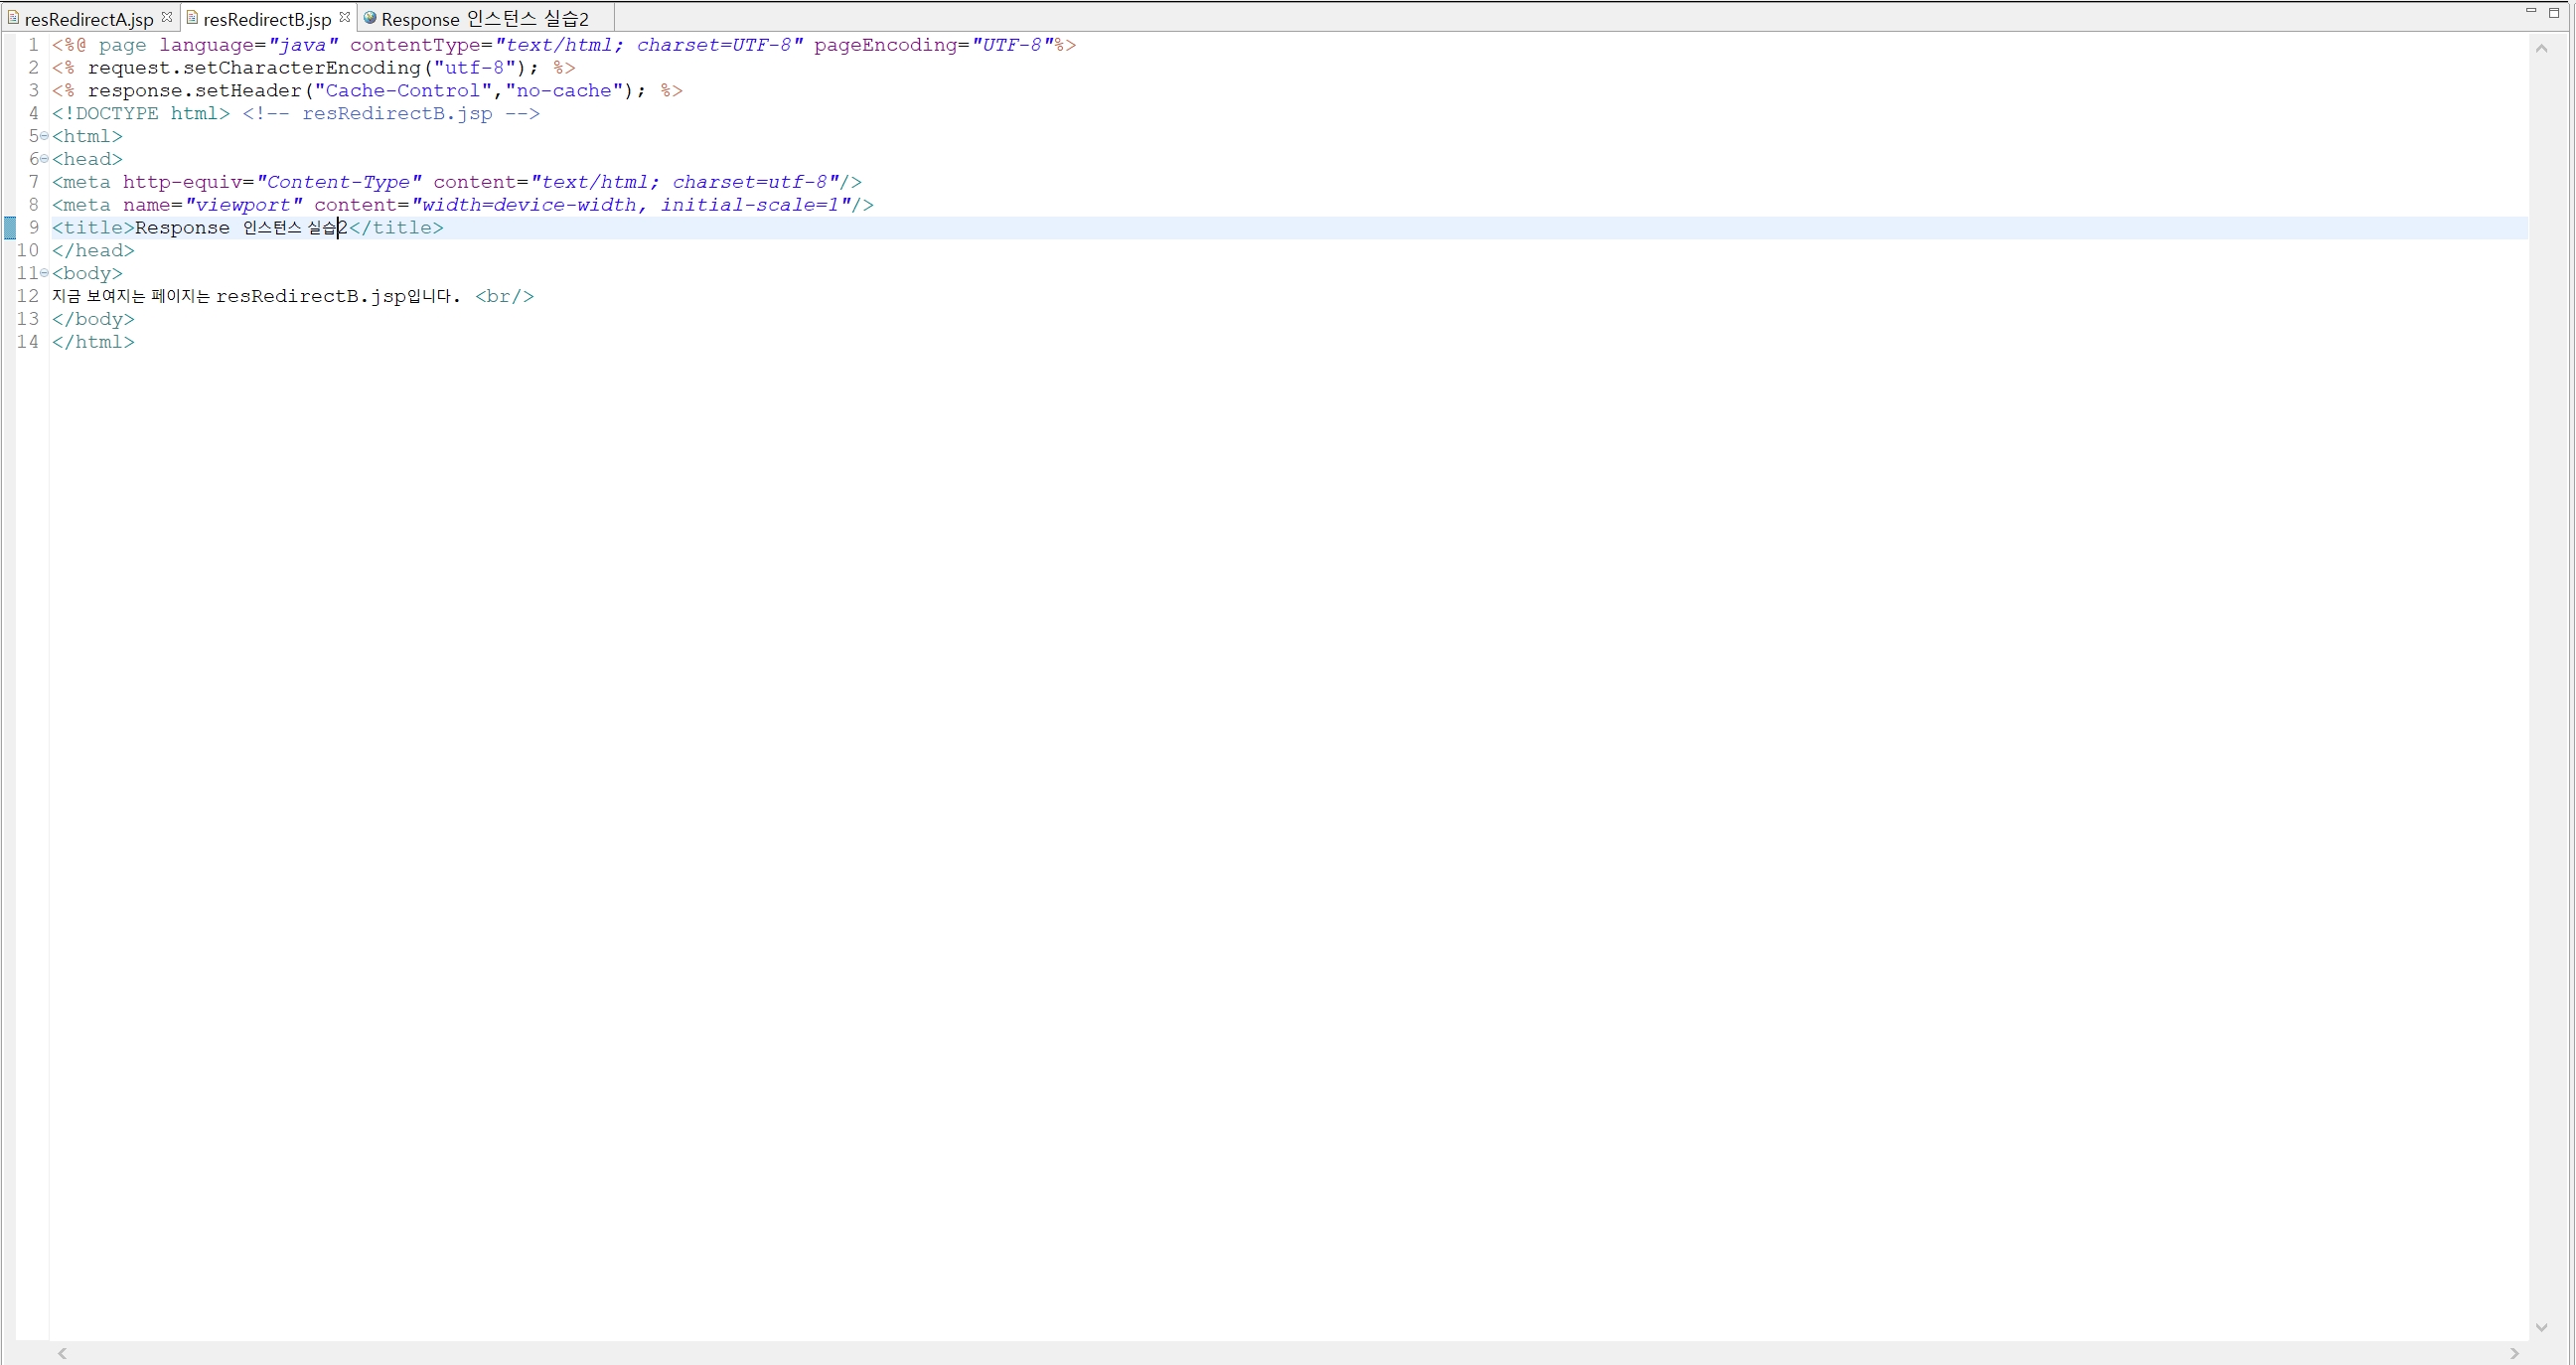 resRedirectA.jsp resRedirectB.jsp Response 인스턴스 실습2
1 <%@ page language="java" contentType="text/html; charset=UTF-8" pageEncoding="UTF-8"%>
2 <% request.setCharacterEncoding("utf-8"); %>
3 <% response.setHeader("Cache-Control","no-cache"); %>
4 <!DOCTYPE html> <!-- resRedirectB.jsp -->
5 <html>
6 <head>
7 <meta http-equiv="Content-Type" content="text/html; charset=utf-8"/>
8 <meta name="viewport" content="width=device-width, initial-scale=1"/>
9 <title>Response 인스턴스 실습2</title>
10 </head>
11 <body>
12 지금 보여지는 페이지는 resRedirectB.jsp입니다. <br/>
13 </body>
14 </html>